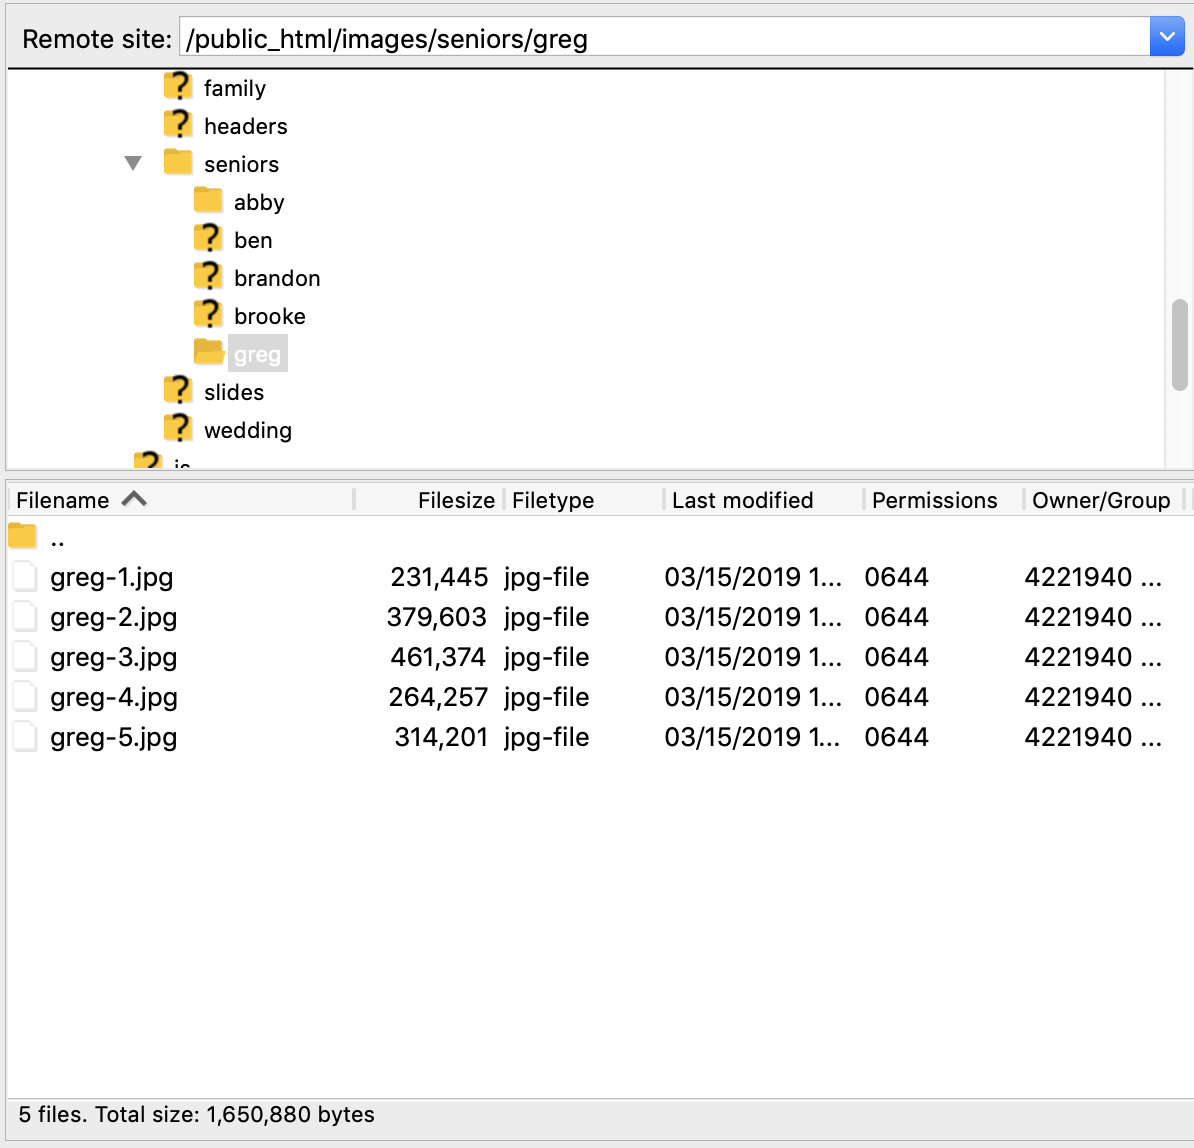 Remote site: /public_html/images/seniors/greg
family
headers
seniors
abby
ben
brandon
brooke
greg
slides
wedding
js
Filename Filesize Filetype Last modified Permissions Owner/Group
..
greg-1.jpg 231,445 jpg-file 03/15/2019 1... 0644 4221940 ...
greg-2.jpg 379,603 jpg-file 03/15/2019 1... 0644 4221940 ...
greg-3.jpg 461,374 jpg-file 03/15/2019 1... 0644 4221940 ...
greg-4.jpg 264,257 jpg-file 03/15/2019 1... 0644 4221940 ...
greg-5.jpg 314,201 jpg-file 03/15/2019 1... 0644 4221940 ...
5 files. Total size: 1,650,880 bytes